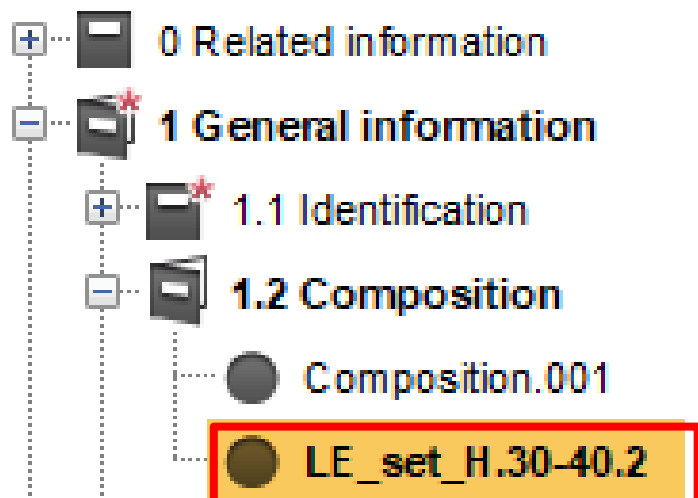 0 Related information
1 General information
1.1 Identification
1.2 Composition
Composition.001
LE_set_H.30-40.2